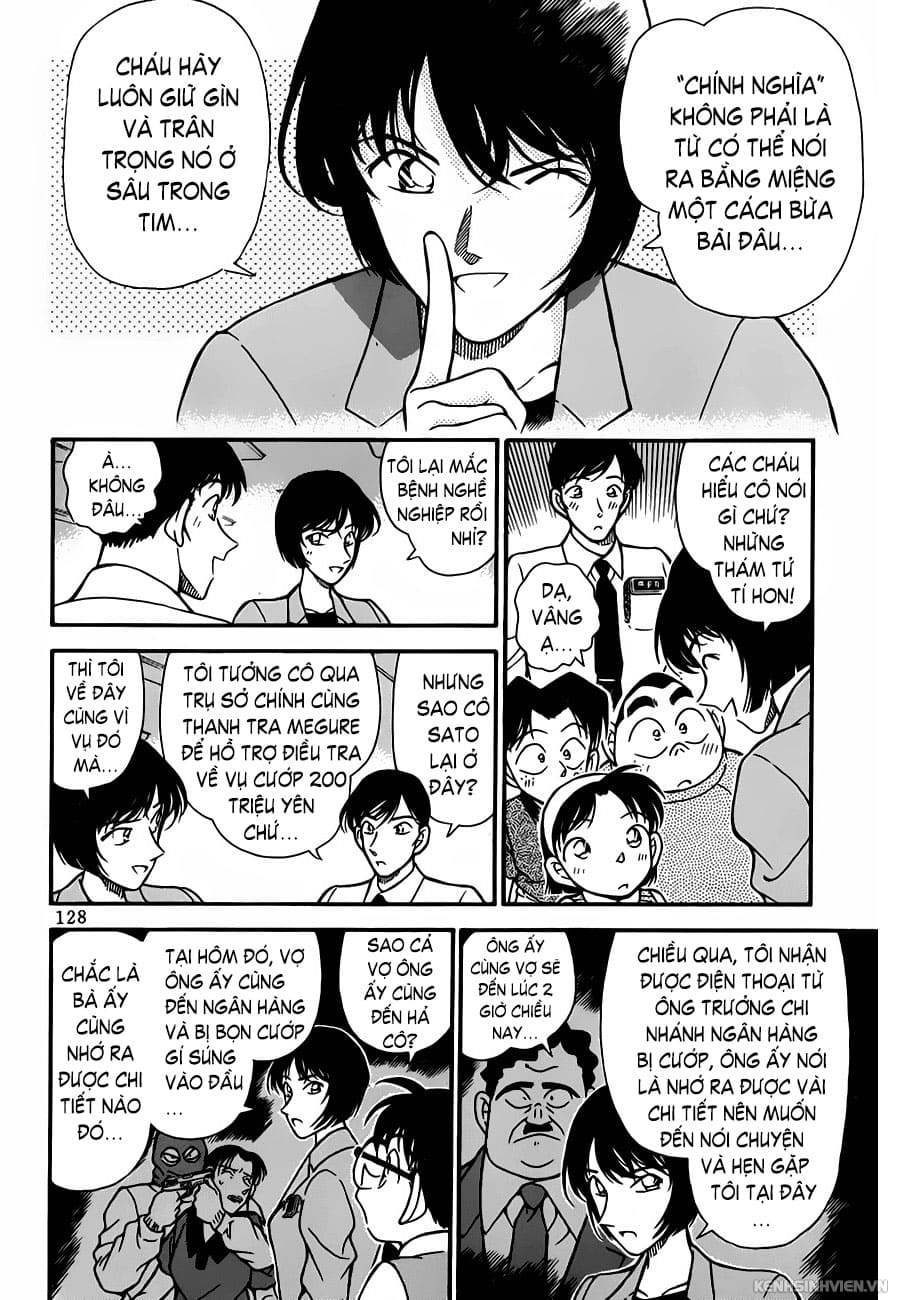 "CHÍNH NGHĨA"
KHÔNG PHẢI LÀ
TỪ CÓ THỂ NÓI
RA BẰNG MIỆNG
MỘT CÁCH BỪA
BÃI ĐÂU...
CHÁU HÃY
LUÔN GIỮ GÌN
VÀ TRÂN
TRỌNG NÓ Ở
SÂU TRONG
TIM...
CÁC CHÁU
HIỂU CÔ NÓI
GÌ CHỨ?
NHỮNG
THÁM TỬ
TÍ HON!
DẠ,
VÂNG
Ạ...
TÔI LẠI MẮC
BỆNH NGHỀ
NGHIỆP RỒI
NHỈ?
À...
KHÔNG
ĐÂU...
NHƯNG
SAO CÔ
SATO
LẠI Ở
ĐÂY?
TÔI TƯỞNG CÔ QUA
TRỤ SỞ CHÍNH CÙNG
THANH TRA MEGURE
ĐỂ HỖ TRỢ ĐIỀU TRA
VỀ VỤ CƯỚP 200
TRIỆU YÊN
CHỨ...
THÌ TÔI
VỀ ĐÂY
CŨNG VÌ
VỤ ĐÓ
MÀ...
128
CHIỀU QUA, TÔI NHẬN
ĐƯỢC ĐIỆN THOẠI TỪ
ÔNG TRƯỞNG CHI
NHÁNH NGÂN HÀNG
BỊ CƯỚP, ÔNG ẤY NÓI
LÀ NHỚ RA ĐƯỢC VÀI
CHI TIẾT NÊN MUỐN
ĐẾN NÓI CHUYỆN
VÀ HẸN GẶP
TÔI TẠI ĐÂY
...
ÔNG ẤY
CÙNG VỢ SẼ
ĐẾN LÚC 2
GIỜ CHIỀU
NAY...
SAO CẢ
VỢ ÔNG
ẤY CŨNG
ĐẾN HẢ
CÔ?
TẠI HÔM ĐÓ, VỢ
ÔNG ẤY CŨNG
ĐẾN NGÂN HÀNG
VÀ BỊ BỌN CƯỚP
GÍ SÚNG
VÀO ĐẦU
...
CHẮC LÀ
BÀ ẤY
CŨNG
NHỚ RA
ĐƯỢC CHI
TIẾT NÀO
ĐÓ...
KENHSINHVIEN.VN